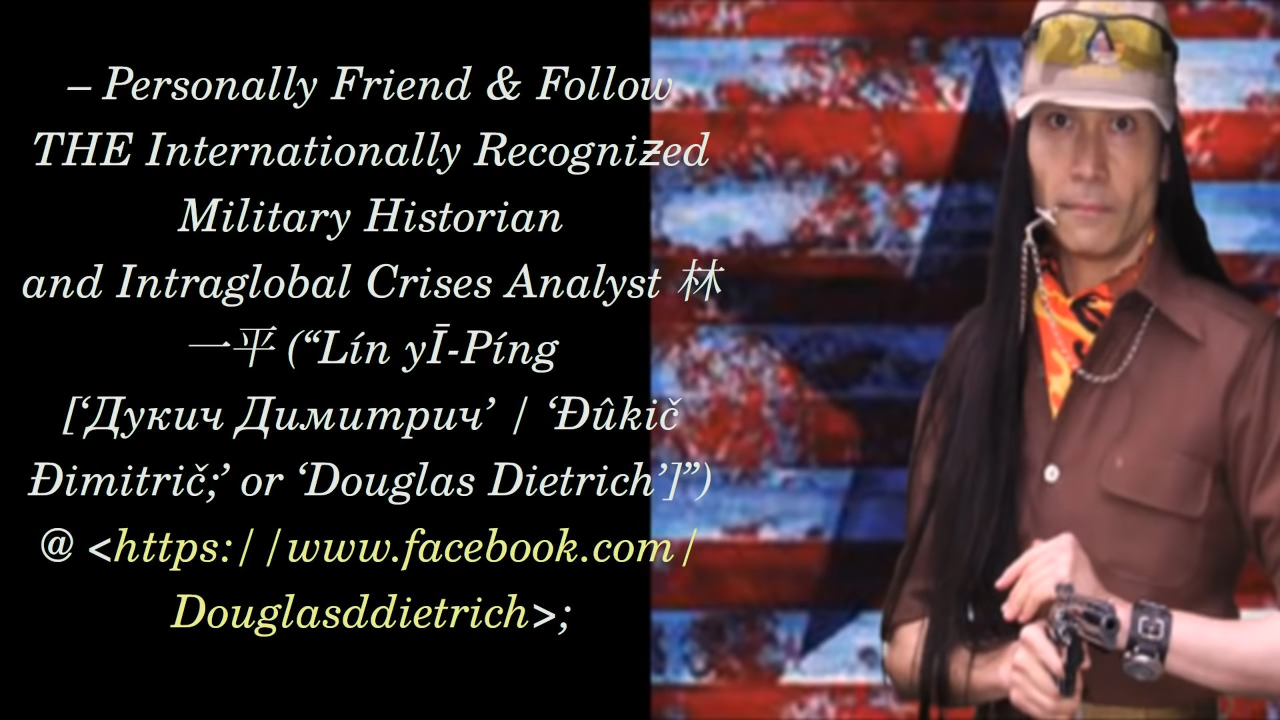 – Personally Friend & Follow
THE Internationally Recogniƶed
Military Historian
and Intraglobal Crises Analyst 林
一平 (“Lín yĪ-Píng
[‘Дукич Димитрич’ / ‘Đûkič
Đimitrič;’ or ‘Douglas Dietrich’]”)
@ <https://www.facebook.com/
Douglasddietrich>;